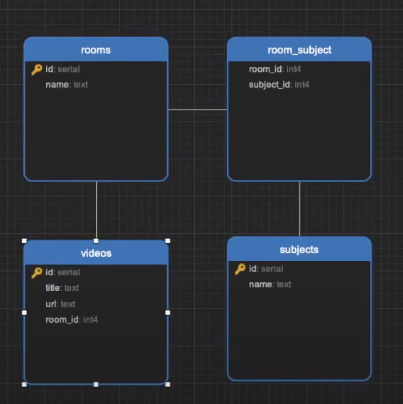 rooms
id: serial
name: text
room_subject
room_id: int4
subject_id: int4
videos
id: serial
title: text
url: text
room_id: int4
subjects
id: serial
name: text